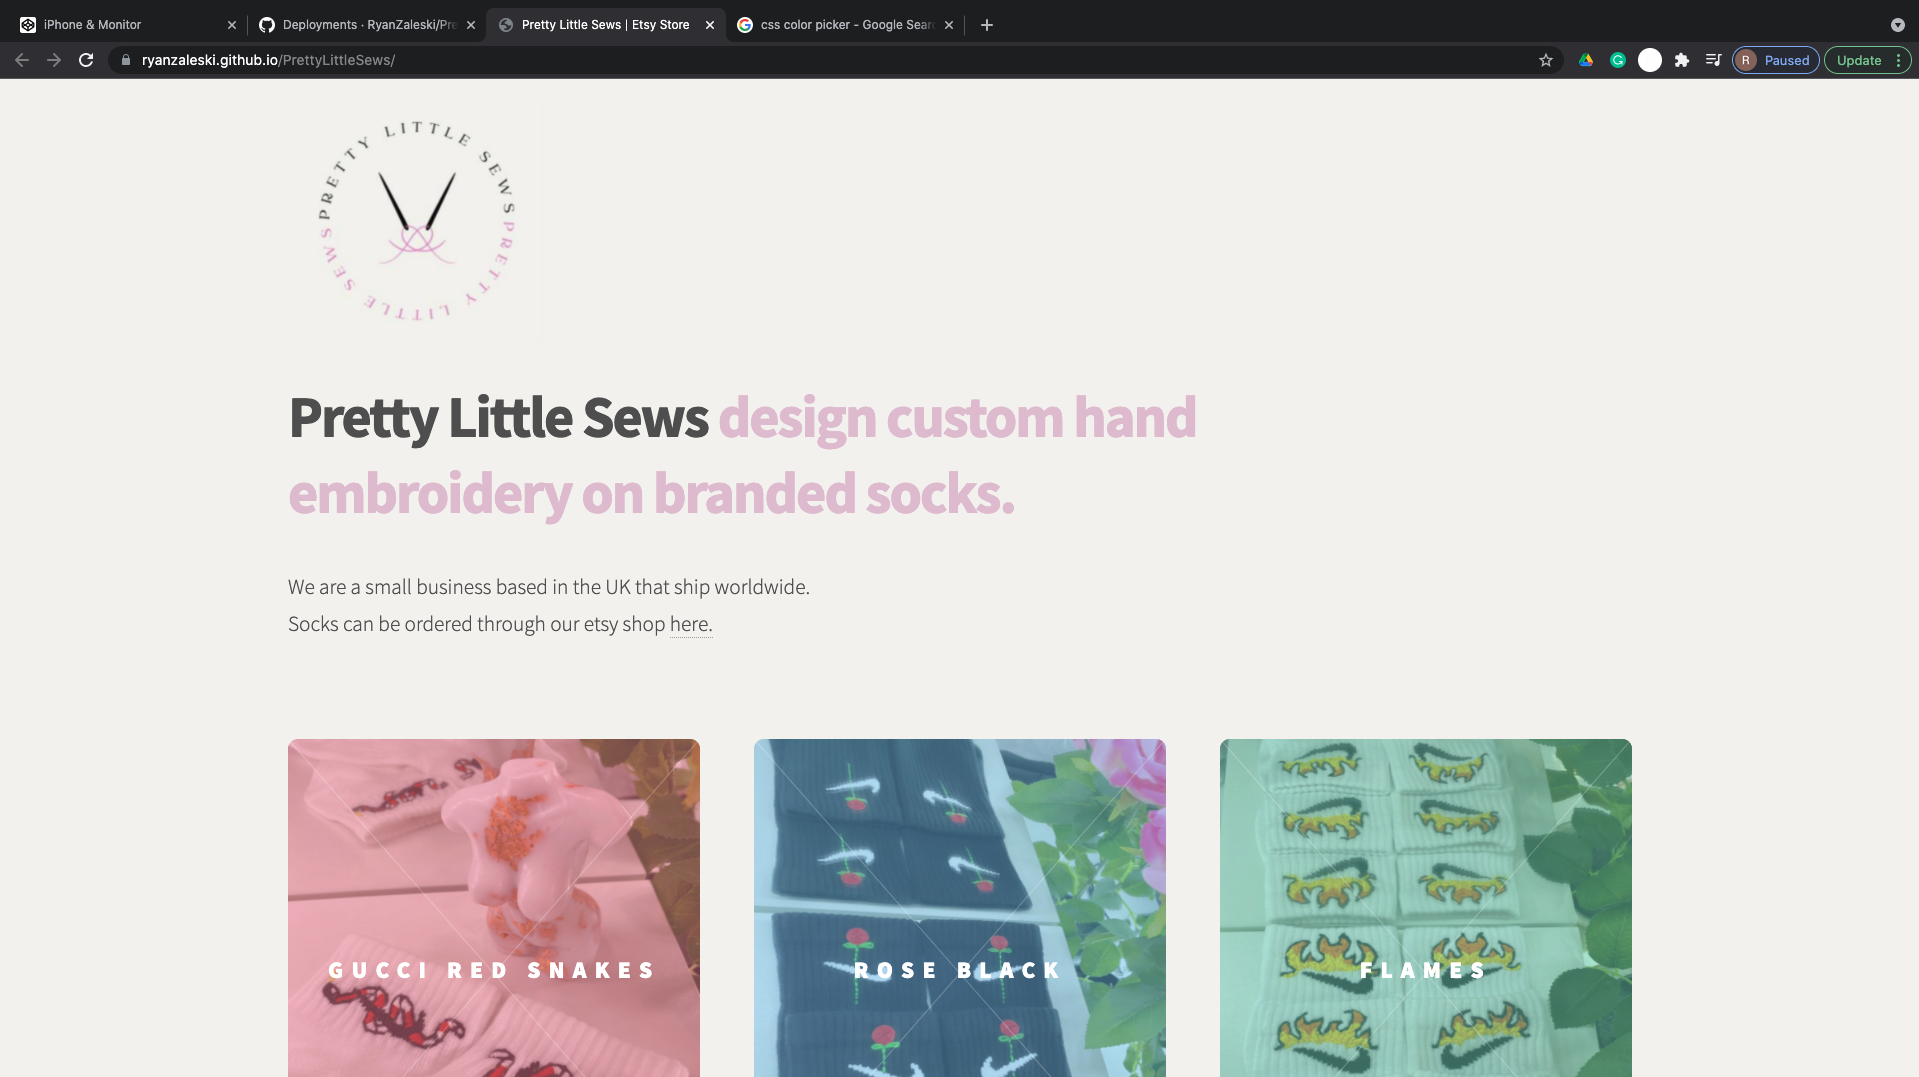 iPhone & Monitor
Deployments · RyanZaleski/Pre
Pretty Little Sews | Etsy Store
css color picker - Google Sear
ryanzaleski.github.io/PrettyLittleSews/
R
Paused
Update
PRETTY LITTLE SEWS
PRETTY LITTLE SEWS
Pretty Little Sews design custom hand
embroidery on branded socks.
We are a small business based in the UK that ship worldwide.
Socks can be ordered through our etsy shop here.
GUCCI RED SNAKES
ROSE BLACK
FLAMES